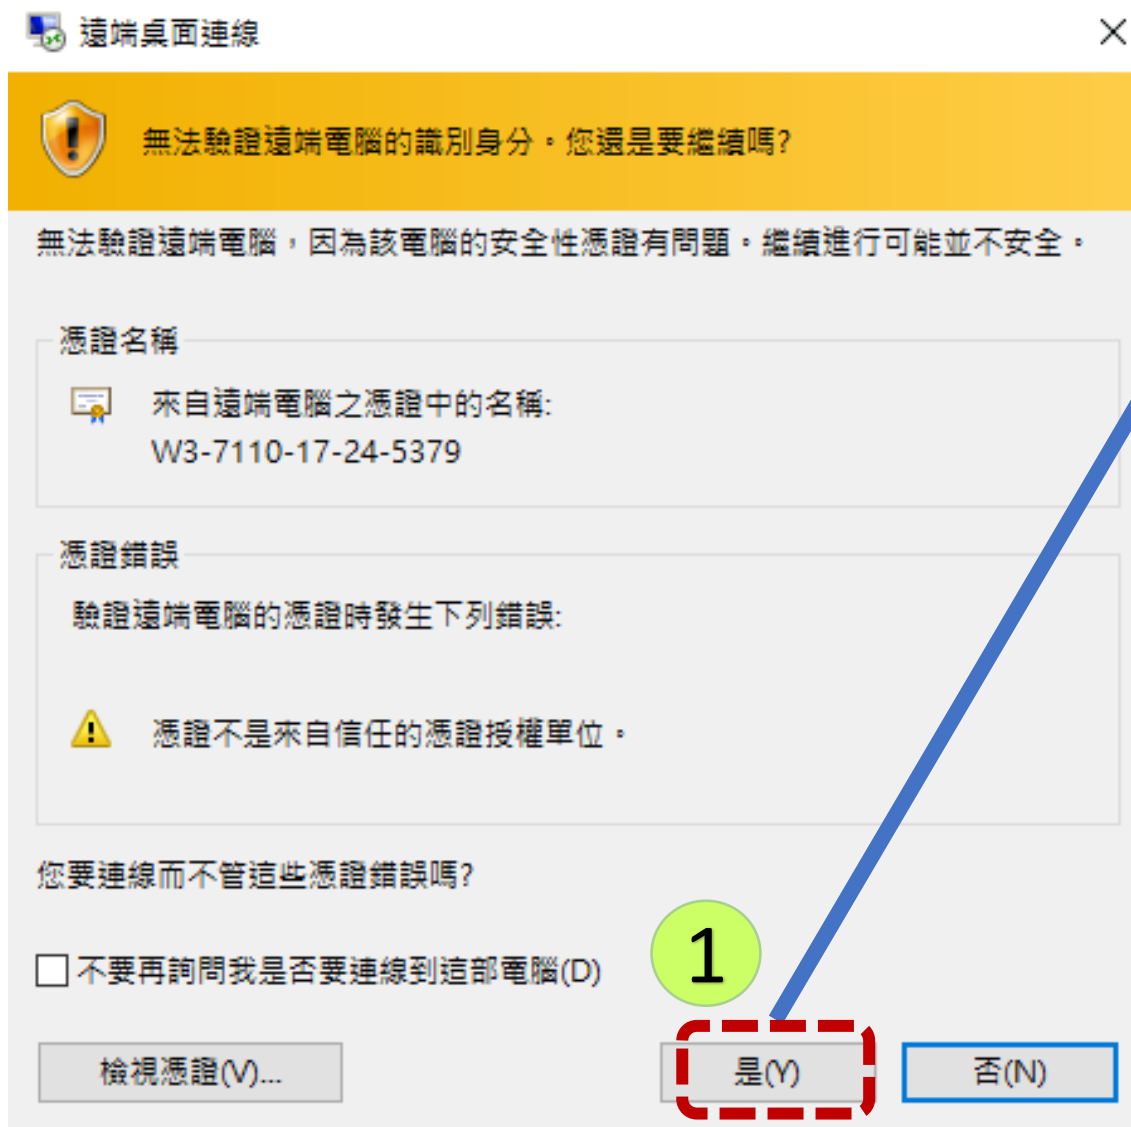 遠端桌面連線
無法驗證遠端電腦的識別身分。您還是要繼續嗎?
無法驗證遠端電腦，因為該電腦的安全性憑證有問題。繼續進行可能並不安全。
憑證名稱
來自遠端電腦之憑證中的名稱:
W3-7110-17-24-5379
憑證錯誤
驗證遠端電腦的憑證時發生下列錯誤:
憑證不是來自信任的憑證授權單位。
您要連線而不管這些憑證錯誤嗎?
1
不要再詢問我是否要連線到這部電腦(D)
檢視憑證(V)... 是(Y) 否(N)